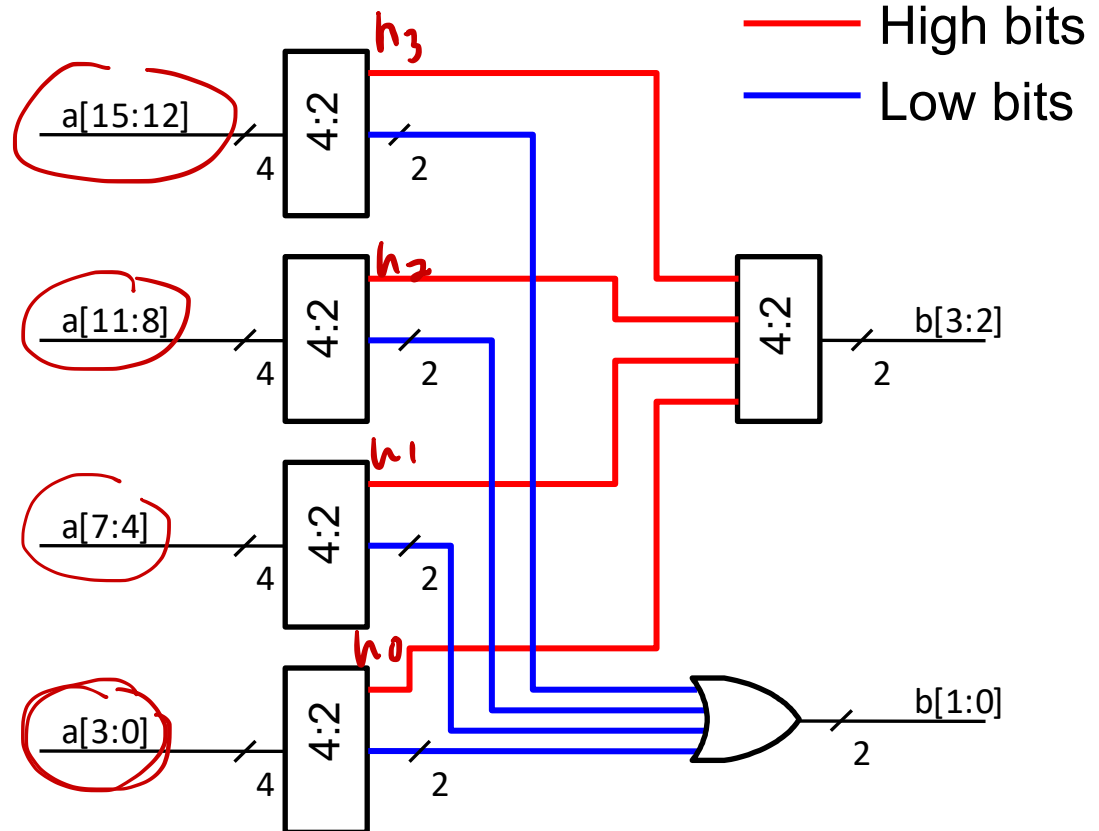 h3
High bits
Low bits
a[15:12]
4
4:2
2
h2
a[11:8]
4
4:2
2
4:2
b[3:2]
2
h1
a[7:4]
4
4:2
2
h0
a[3:0]
4
4:2
2
b[1:0]
2